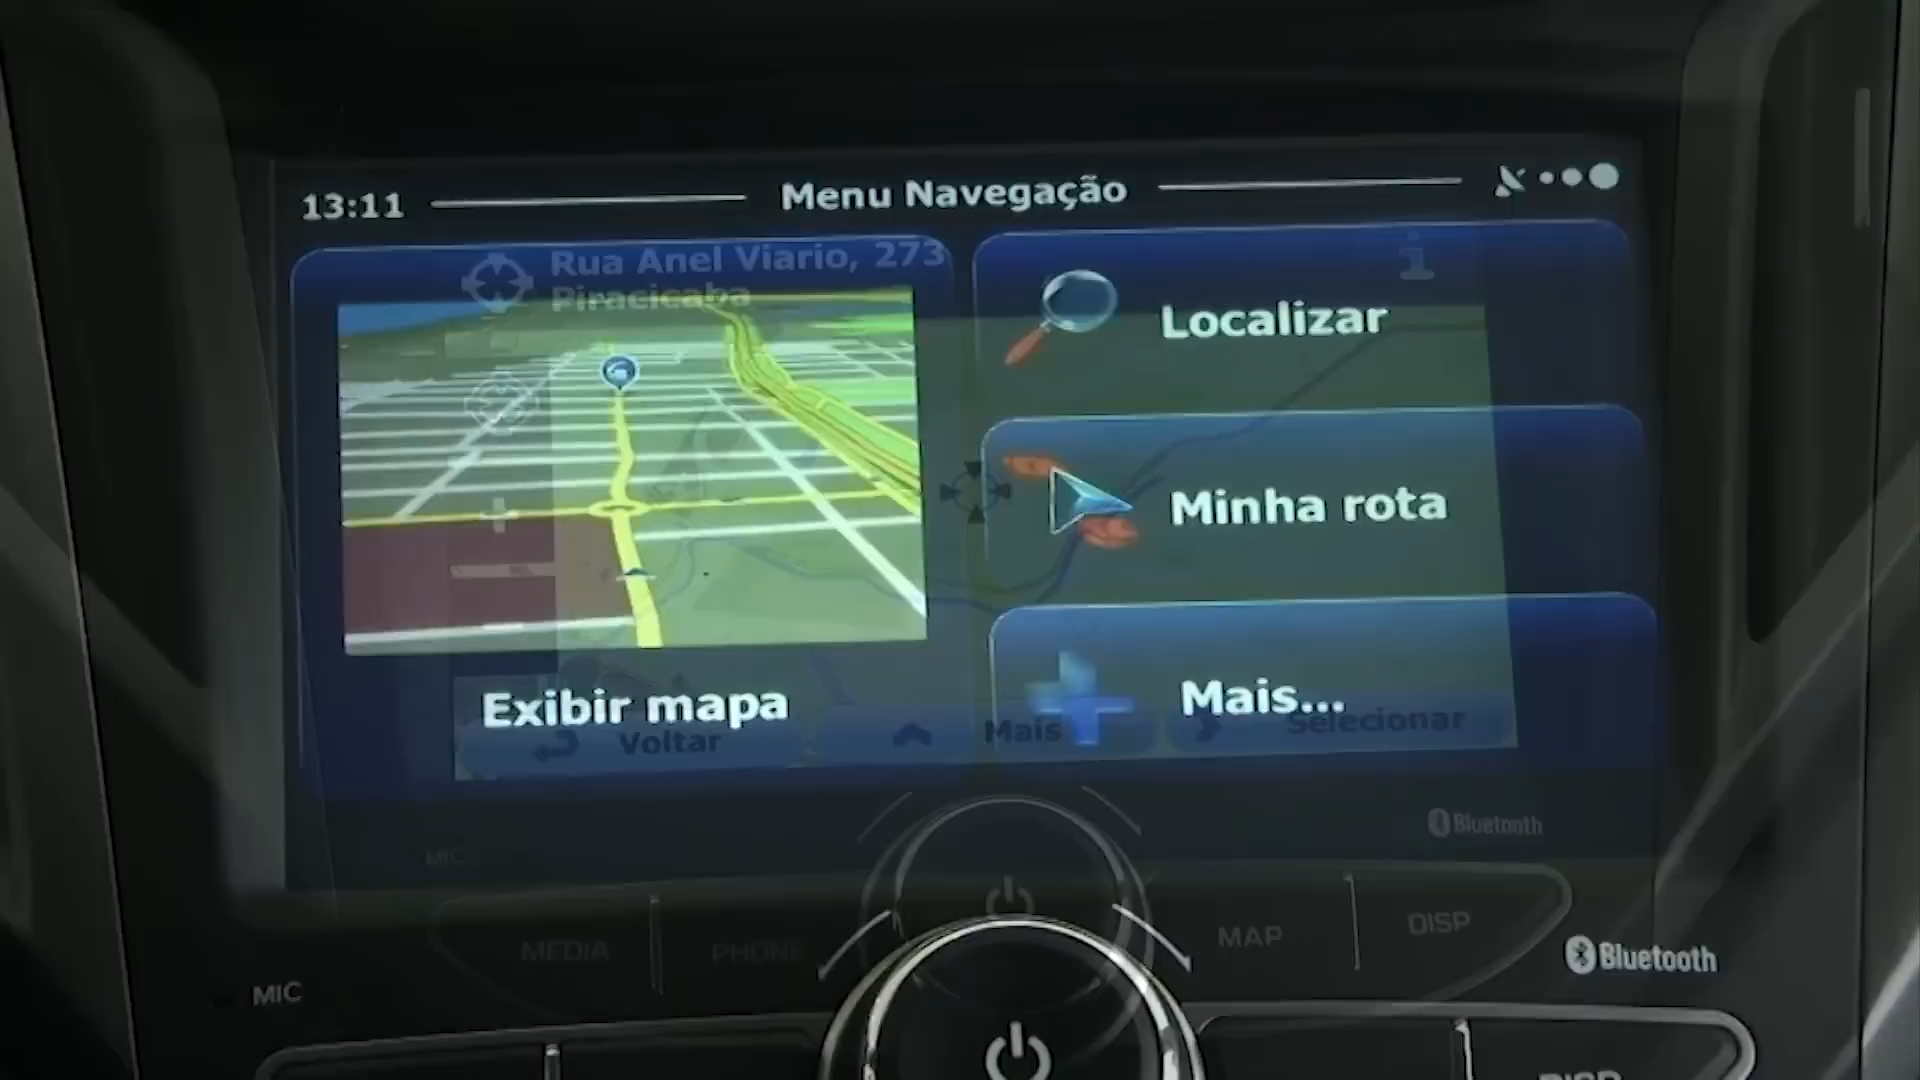 13:11
Menu Navegação
Rua Anel Viario, 273
Piracicaba
Localizar
Minha rota
Exibir mapa
Mais...
Voltar
Mais
Selecionar
Bluetooth
MIC
MEDIA
PHONE
MAP
DISP
Bluetooth
MIC
DISP